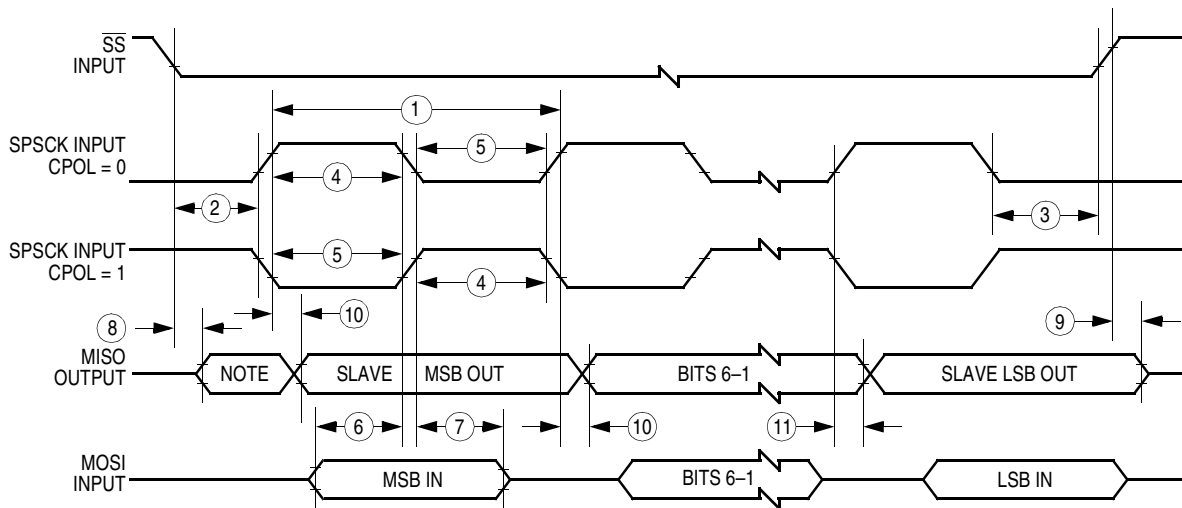 SS
INPUT
1
SPSCK INPUT
CPOL = 0
5
4
2
3
SPSCK INPUT
CPOL = 1
5
4
8
10
9
MISO
OUTPUT
NOTE
SLAVE MSB OUT
BITS 6–1
SLAVE LSB OUT
6
7
10
11
MOSI
INPUT
MSB IN
BITS 6–1
LSB IN